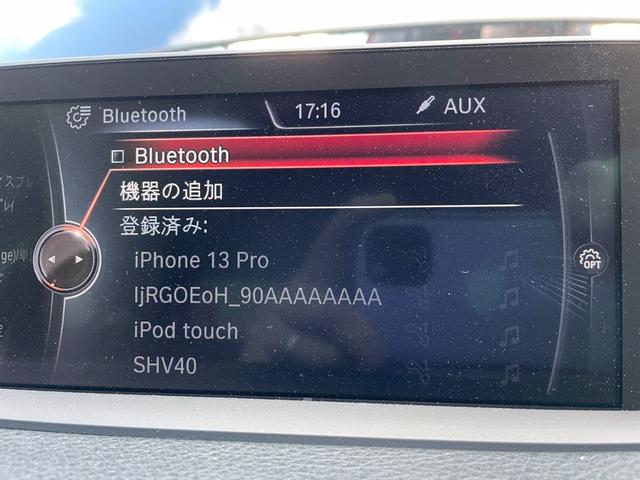 Bluetooth 17:16 AUX
Bluetooth
機器の追加
登録済み:
iPhone 13 Pro
IjRGOEoH_90AAAAAAAA
iPod touch
SHV40
OPT